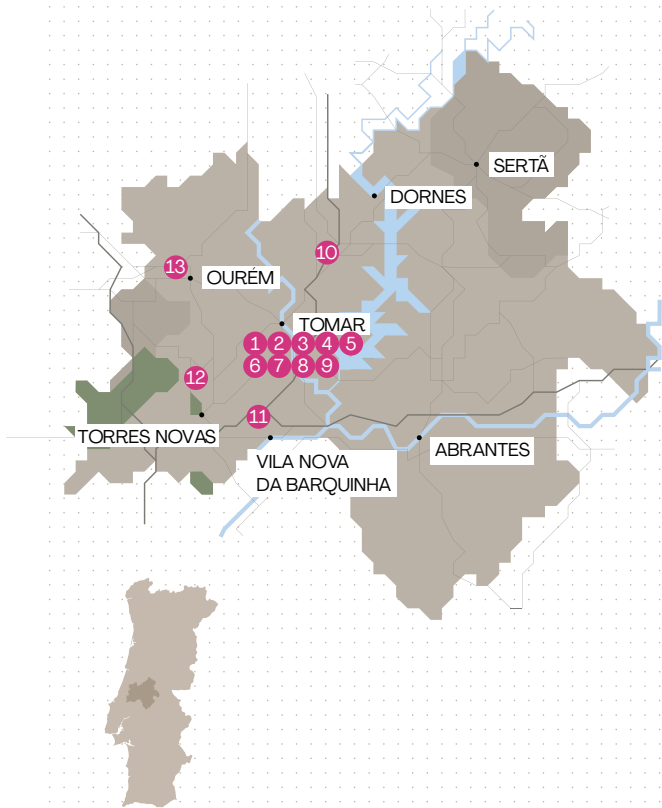 SERTÃ
DORNES
10
13
OURÉM
TOMAR
1 2 3 4 5
6 7 8 9
12
11
TORRES NOVAS
ABRANTES
VILA NOVA
DA BARQUINHA